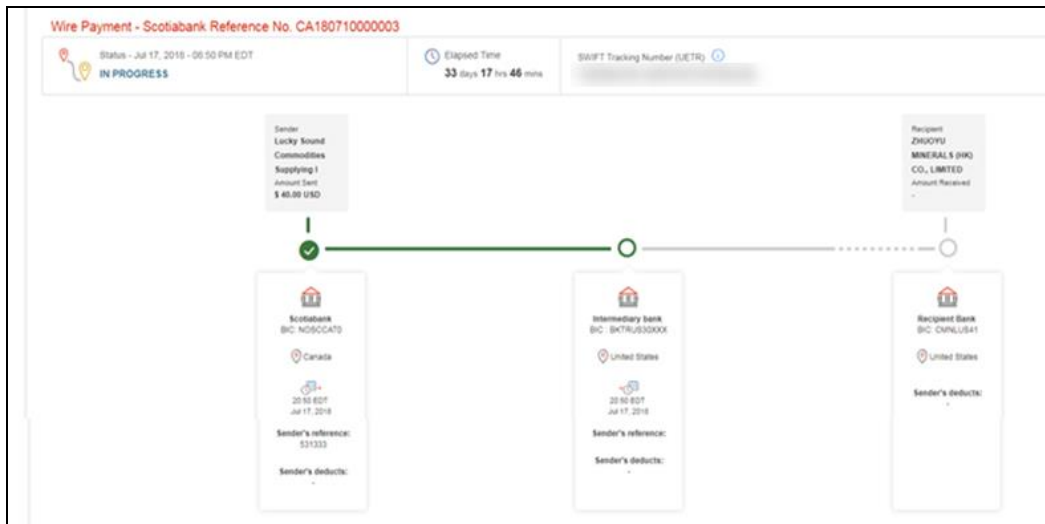 Wire Payment - Scotiabank Reference No. CA180710000003
Status - Jul 17, 2018 - 08:50 PM EDT
IN PROGRESS
Elapsed Time
33 days 17 hrs 46 mins
SWIFT Tracking Number (UETR)
Sender
Lucky Sound
Commodities
Supplying I
Amount Sent
$ 40.00 USD
Recipient
ZHUOYU
MINERALS (HK)
CO., LIMITED
Amount Received
-
Scotiabank
BIC: NOSCCAT0
Canada
20:50 EDT
Jul 17, 2018
Sender's reference:
531333
Sender's deducts:
-
Intermediary bank
BIC : BKTRUS30XXX
United States
20:50 EDT
Jul 17, 2018
Sender's reference:
Sender's deducts:
-
Recipient Bank
BIC: OMNLUS41
United States
Sender's deducts:
-